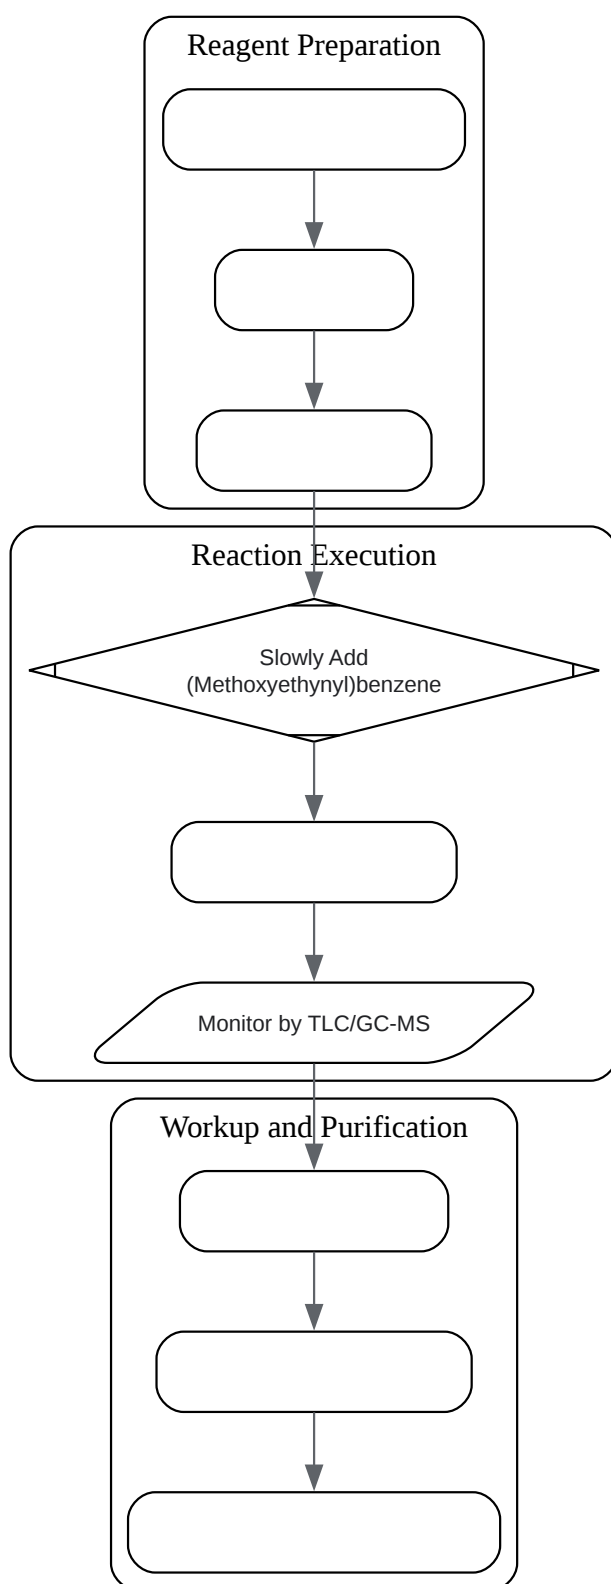 Reagent Preparation
Reaction Execution
Slowly Add
(Methoxyethynyl)benzene
Monitor by TLC/GC-MS
Workup and Purification